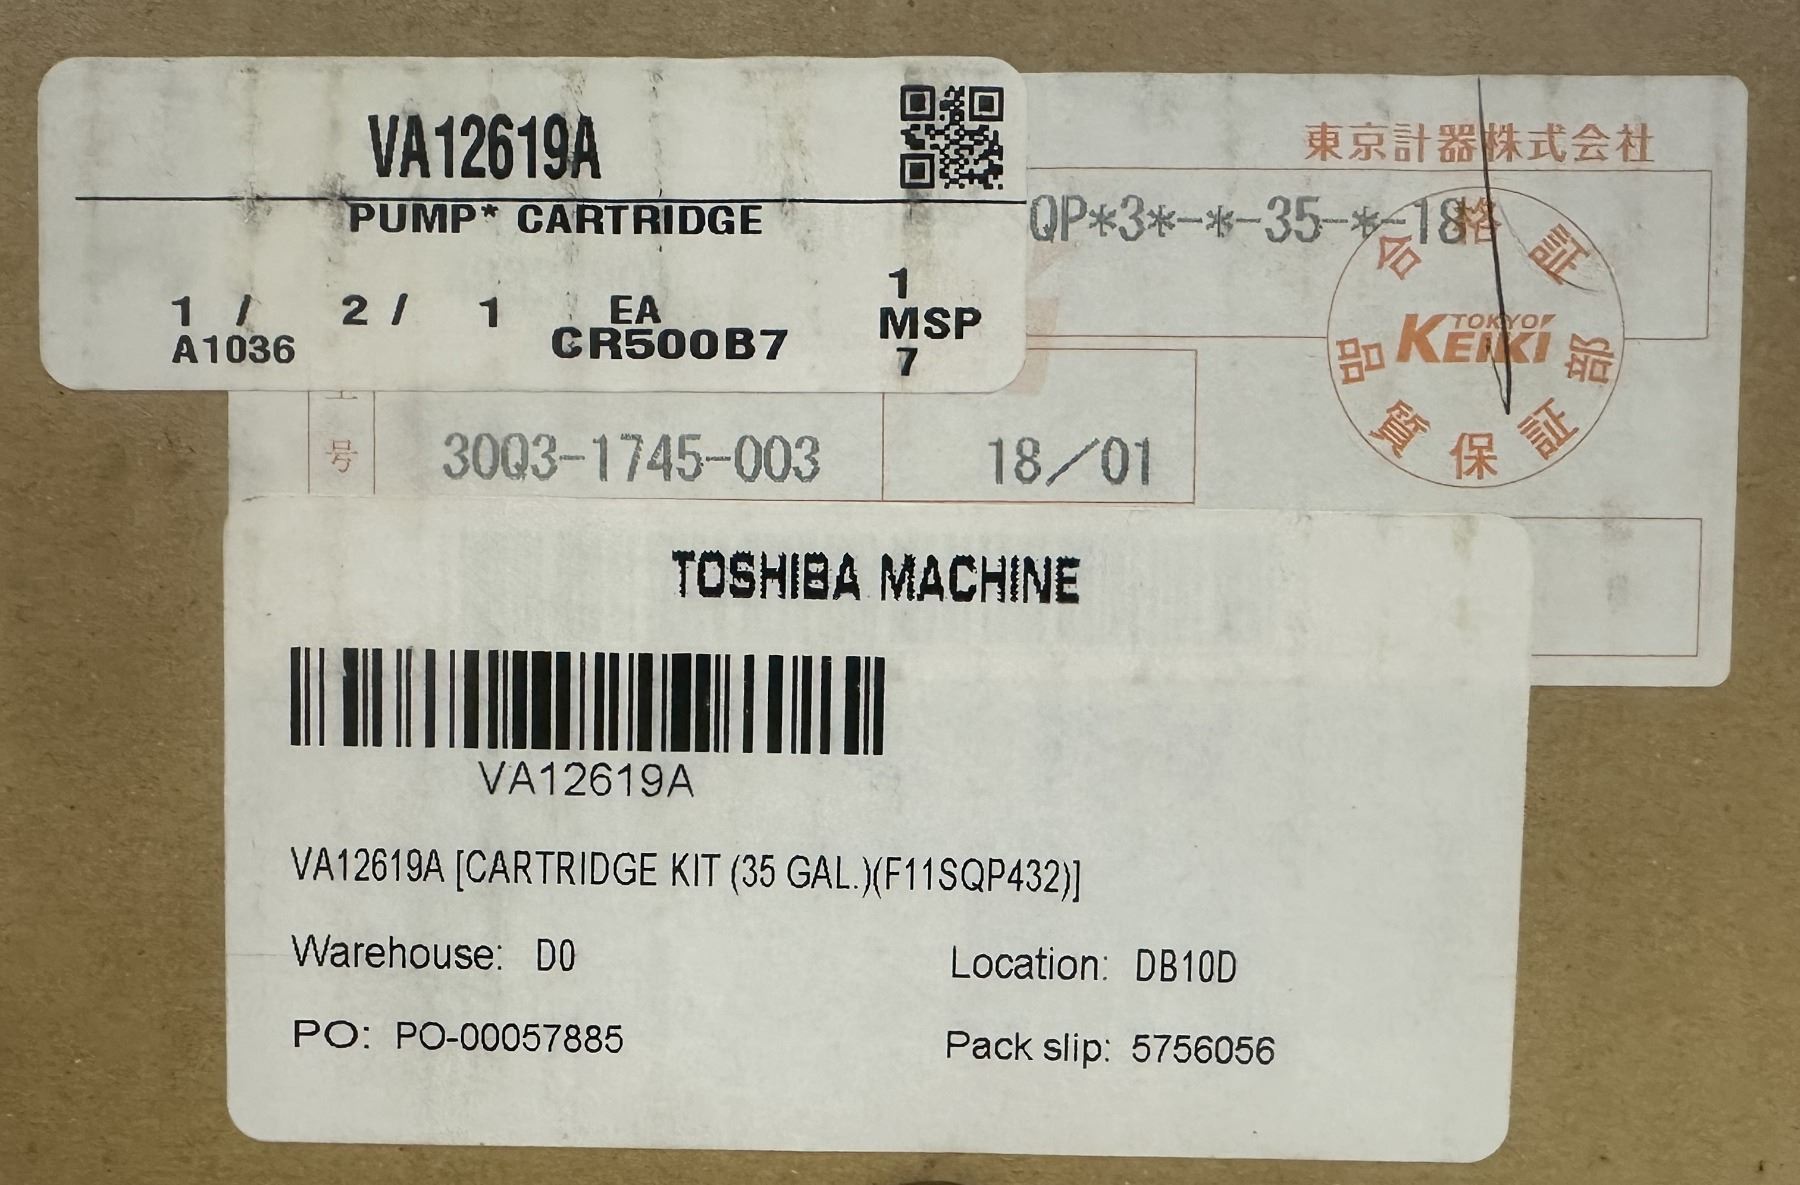 VA12619A
PUMP* CARTRIDGE
1 / 2 / 1 EA 1
A1036 CR500B7 MSP
7
東京計器株式会社
QP*3*-*-35-*-18
合格証
TOKYO
KEIKI
品質保証部
号 30Q3-1745-003 18/01
TOSHIBA MACHINE
VA12619A
VA12619A [CARTRIDGE KIT (35 GAL.)(F11SQP432)]
Warehouse: D0 Location: DB10D
PO: PO-00057885 Pack slip: 5756056